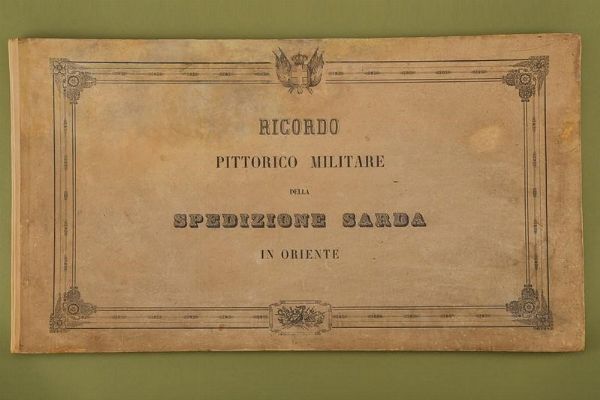 RICORDO
PITTORICO MILITARE
DELLA
SPEDIZIONE SARDA
IN ORIENTE